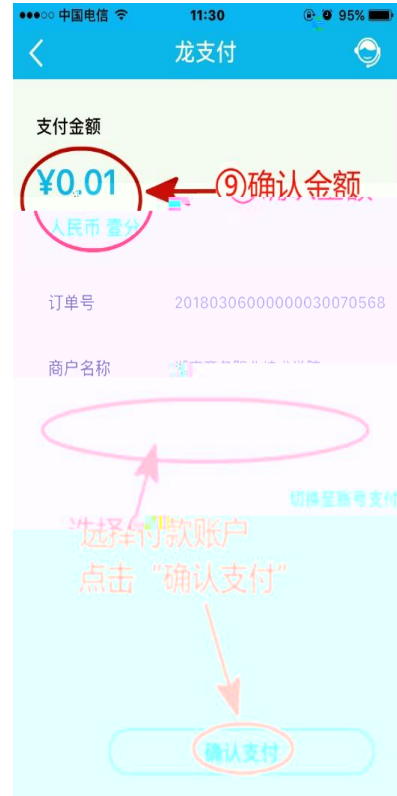 中国电信 11:30 95%
龙支付
支付金额
¥0.01
⑨确认金额
人民币 壹分
订单号 20180306000000030070568
商户名称
切换至账号支付
选择付款账户
点击“确认支付”
确认支付